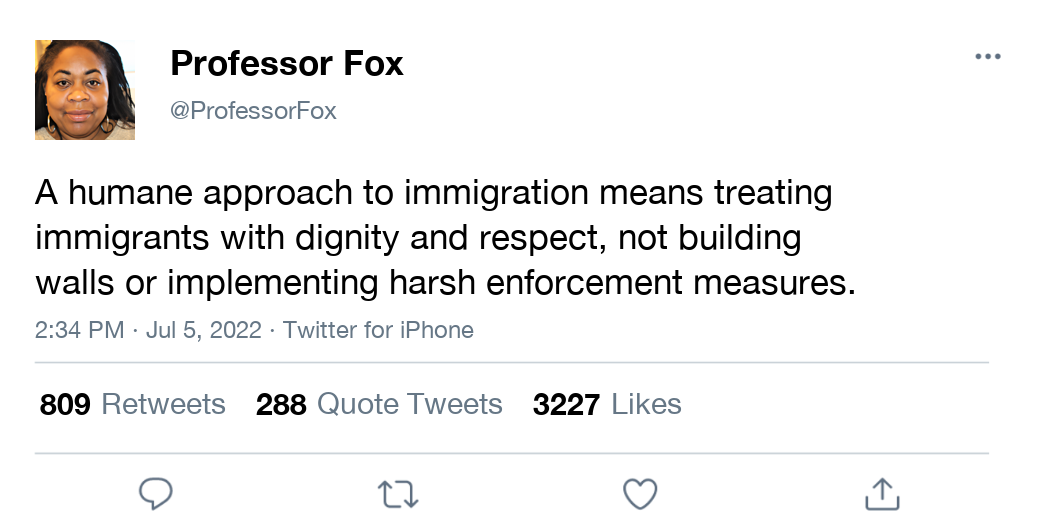 Professor Fox
@ProfessorFox
A humane approach to immigration means treating
immigrants with dignity and respect, not building
walls or implementing harsh enforcement measures.
2:34 PM · Jul 5, 2022 · Twitter for iPhone
809 Retweets 288 Quote Tweets 3227 Likes